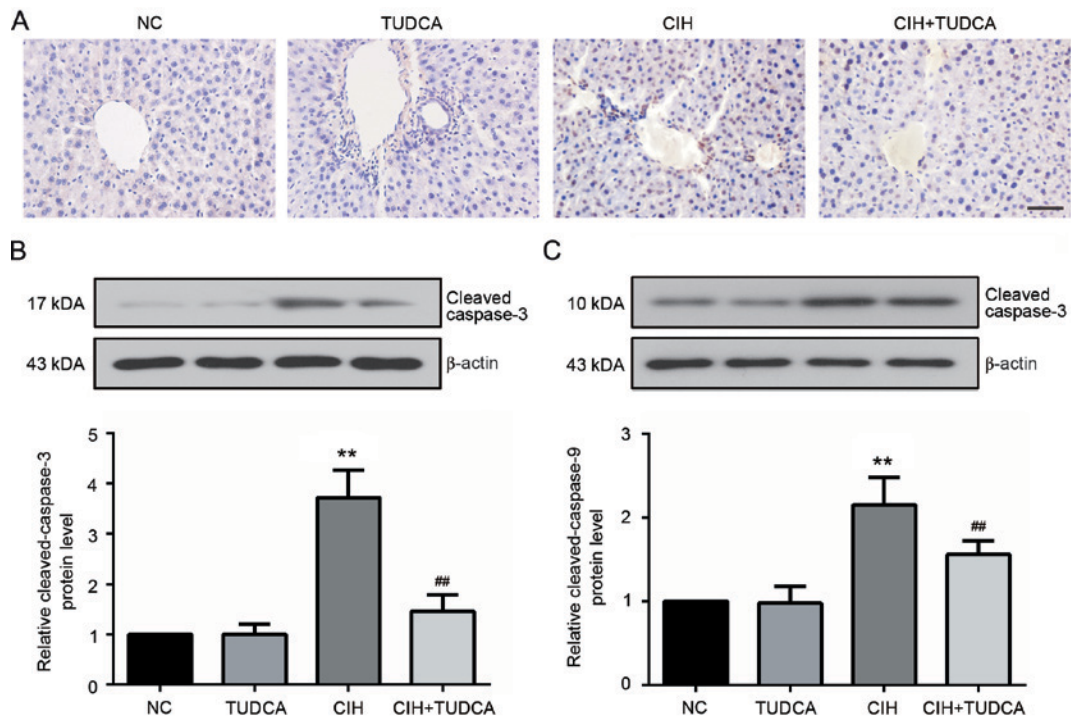 A
NC
TUDCA
CIH
CIH+TUDCA
B
17 kDA
Cleaved
caspase-3
43 kDA
β-actin
Relative cleaved-caspase-3
protein level
5
4
3
2
1
0
**
##
NC
TUDCA
CIH
CIH+TUDCA
C
10 kDA
Cleaved
caspase-3
43 kDA
β-actin
Relative cleaved-caspase-9
protein level
3
2
1
0
**
##
NC
TUDCA
CIH
CIH+TUDCA